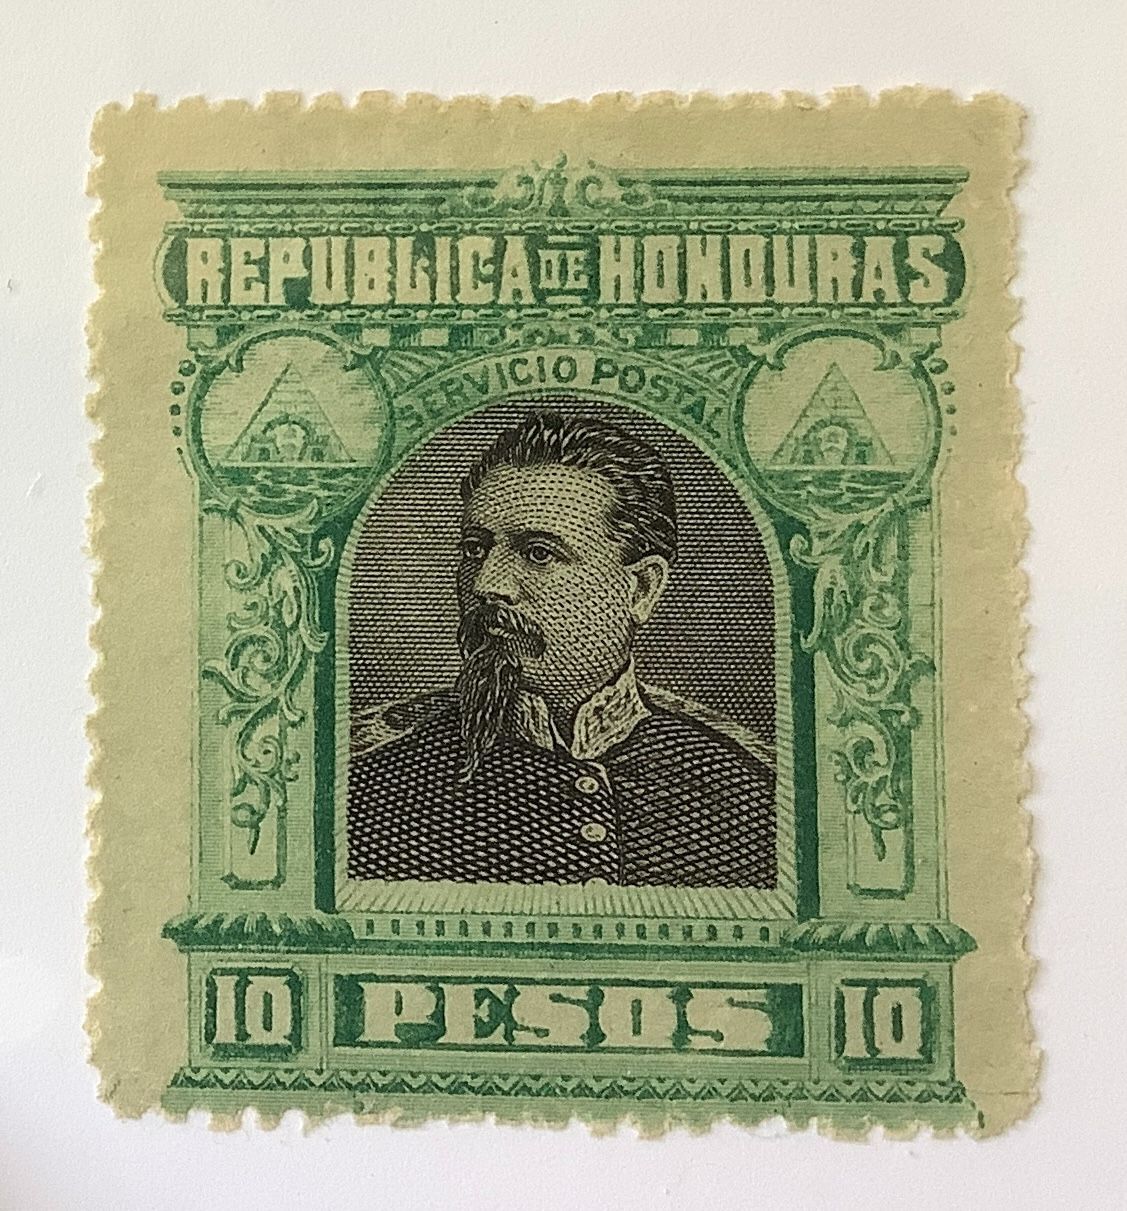 REPUBLICA DE HONDURAS
SERVICIO POSTAL
10 PESOS 10